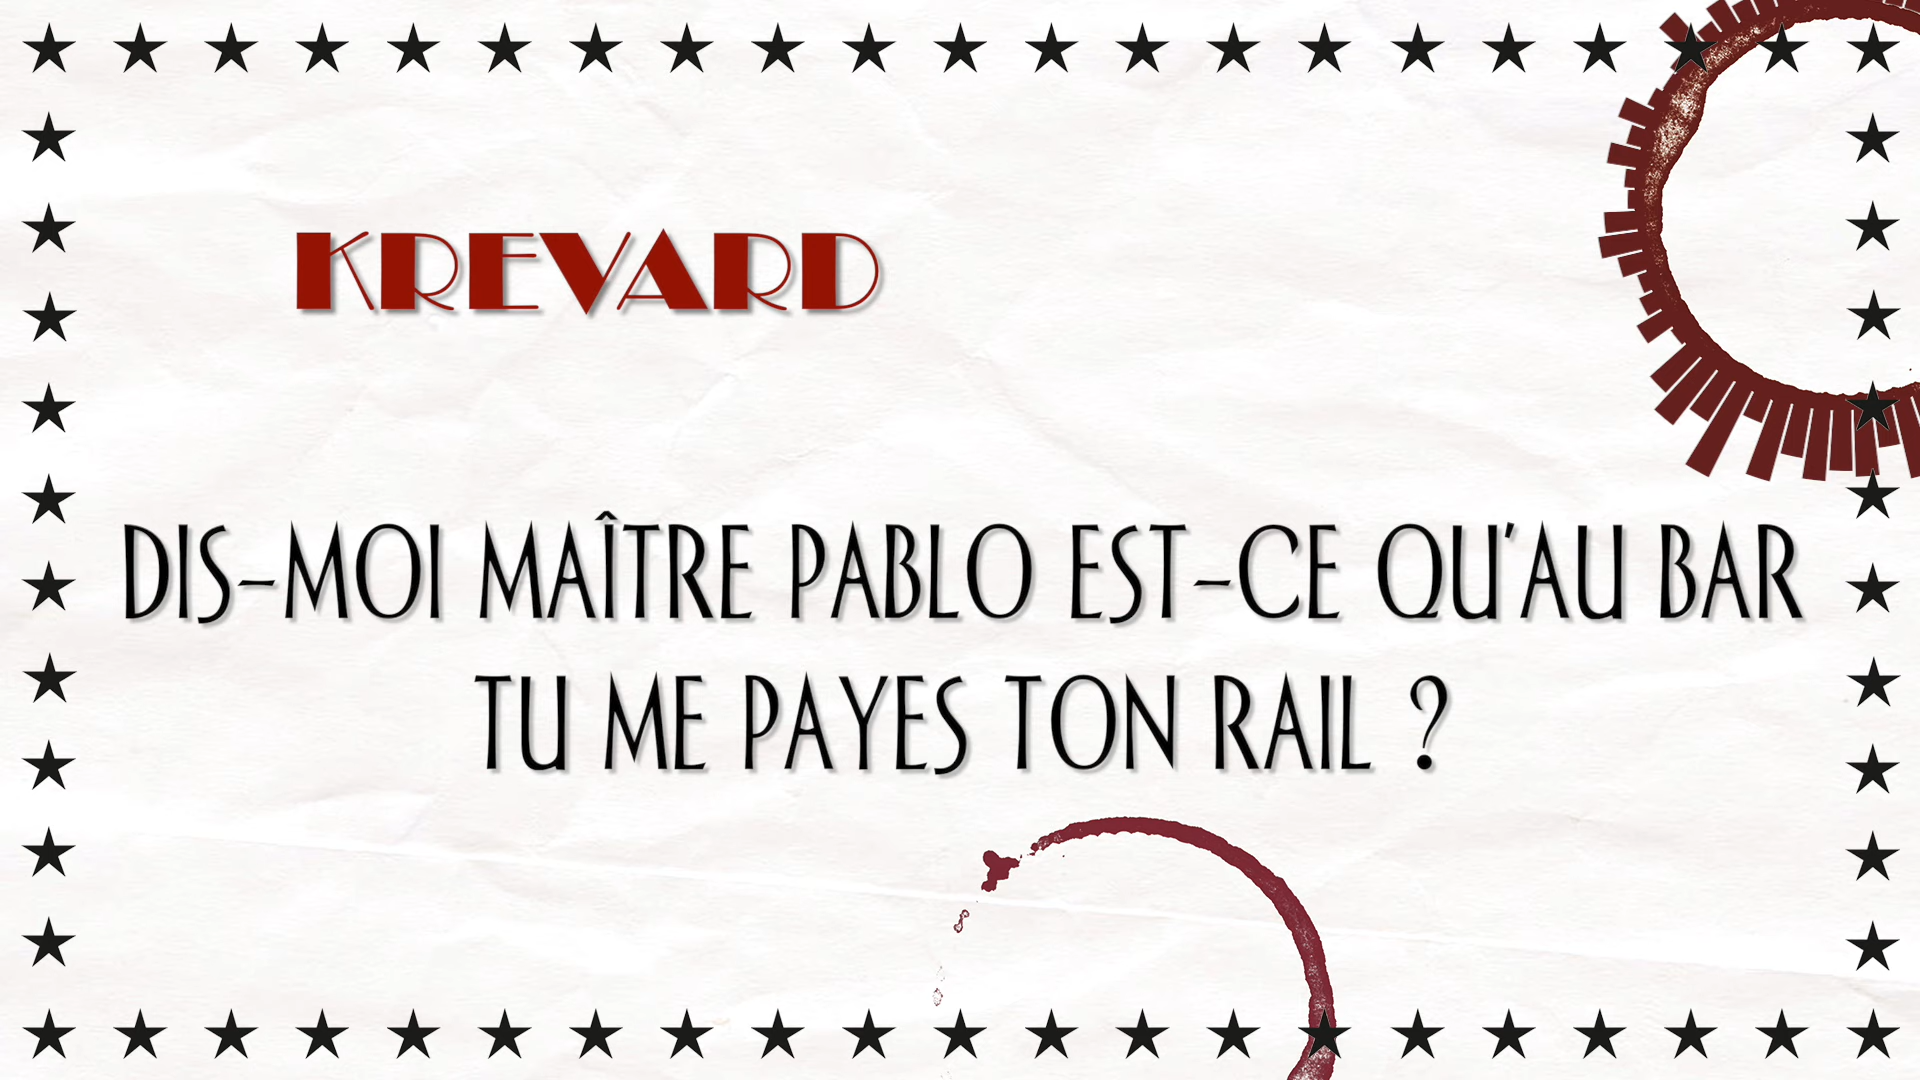 KREVARD
DIS-MOI MAÎTRE PABLO EST-CE QU'AU BAR
TU ME PAYES TON RAIL ?